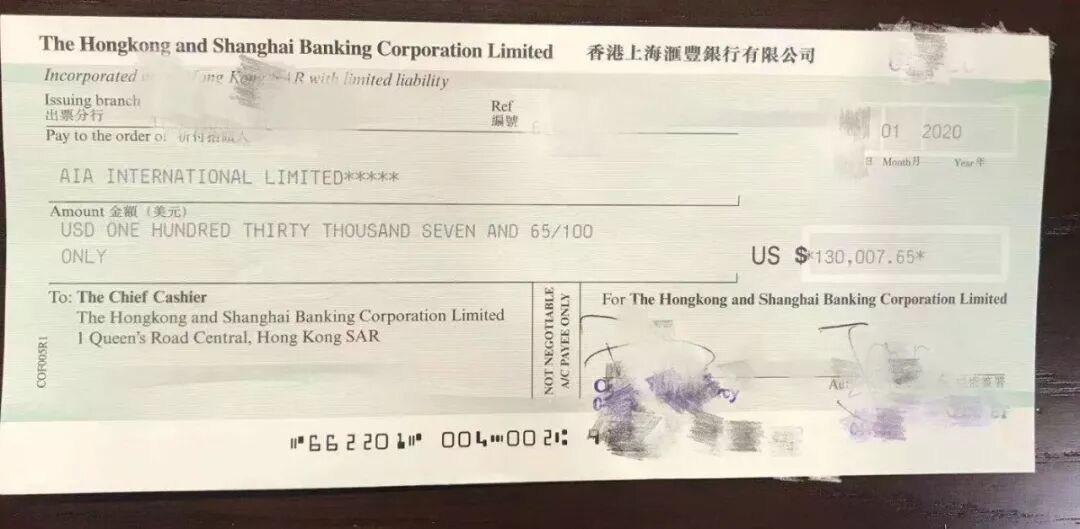 The Hongkong and Shanghai Banking Corporation Limited 香港上海滙豐銀行有限公司
Incorporated with limited liability
Issuing branch
出票分行
Ref
編號
01 2020
Pay to the order
日 Month月 Year年
AIA INTERNATIONAL LIMITED*****
Amount 金額 (美元)
USD ONE HUNDRED THIRTY THOUSAND SEVEN AND 65/100
ONLY
US $*130,007.65*
To: The Chief Cashier
The Hongkong and Shanghai Banking Corporation Limited
1 Queen's Road Central, Hong Kong SAR
NOT NEGOTIABLE
A/C PAYEE ONLY
For The Hongkong and Shanghai Banking Corporation Limited
COF005R1
⑈662201⑈ 004⑉002⑆